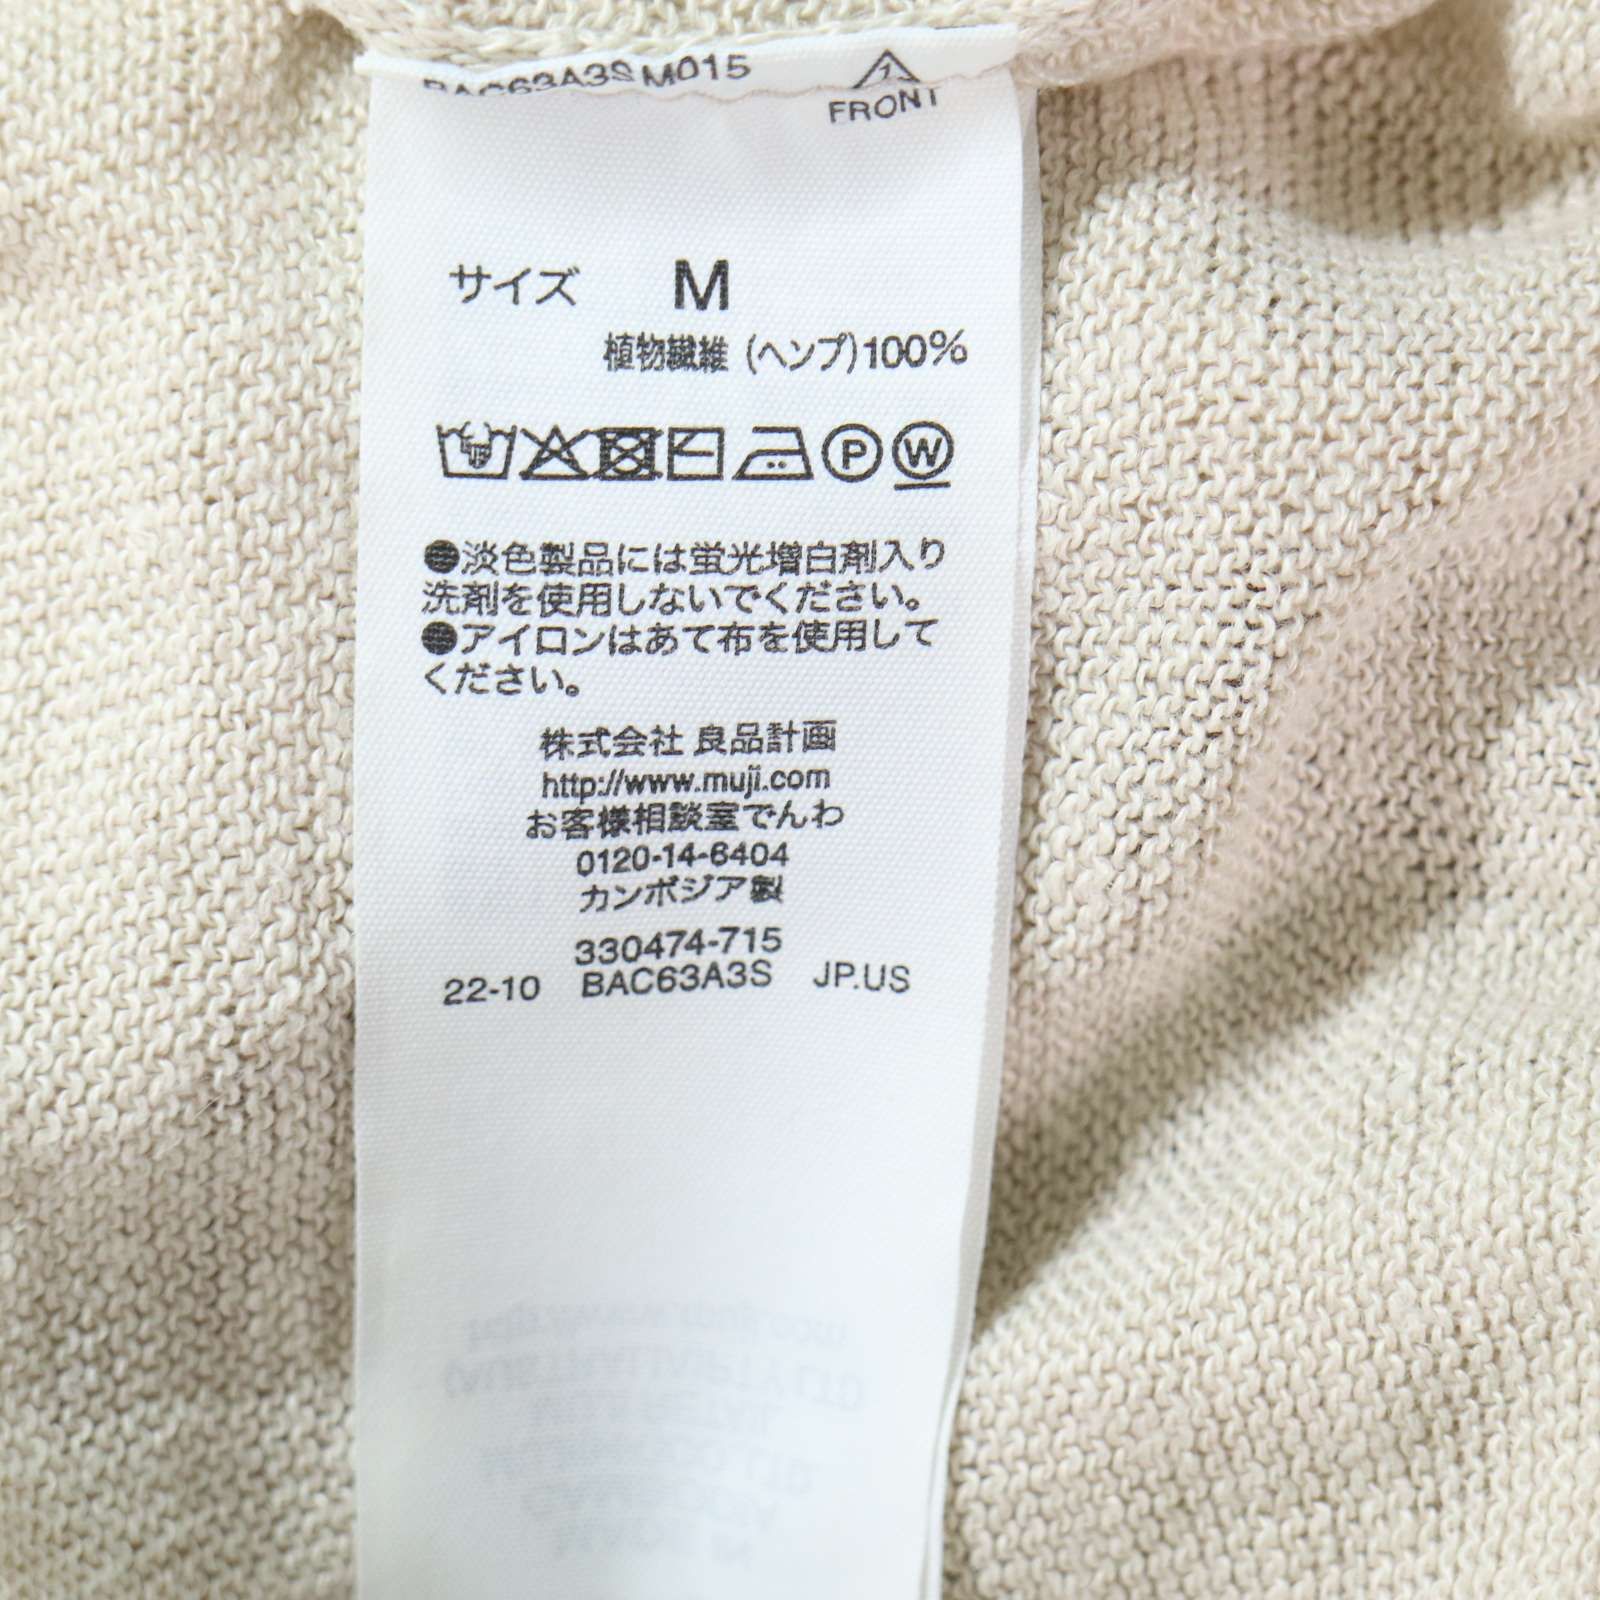 BAC63A3SM015
1
FRONT
サイズ M
植物繊維 (ヘンプ)100%
P W
●淡色製品には蛍光増白剤入り
洗剤を使用しないでください。
●アイロンはあて布を使用して
ください。
株式会社 良品計画
http://www.muji.com
お客様相談室でんわ
0120-14-6404
カンボジア製
330474-715
22-10 BAC63A3S JP.US